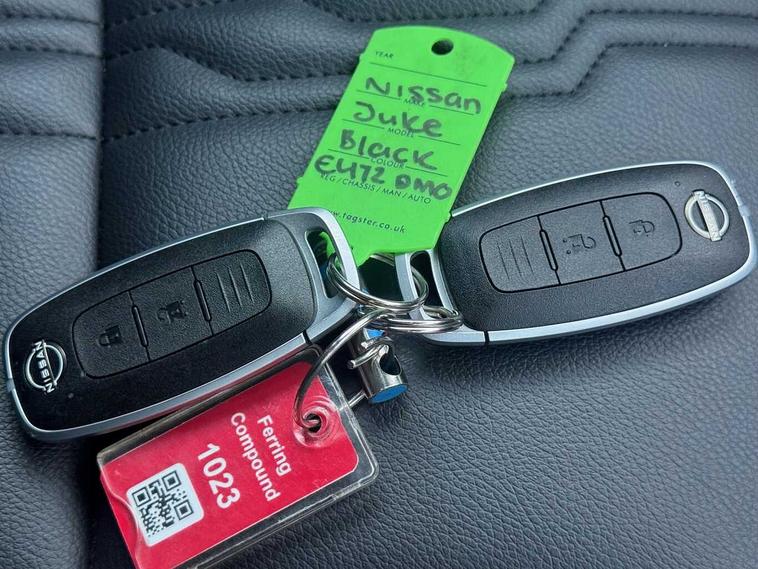 YEAR
Nissan
MAKE
Juke
MODEL
Black
COLOUR
EU72 OMO
REG / CHASSIS / MAN / AUTO
www.tagster.co.uk
NISSAN
NISSAN
Ferring
Compound
1023